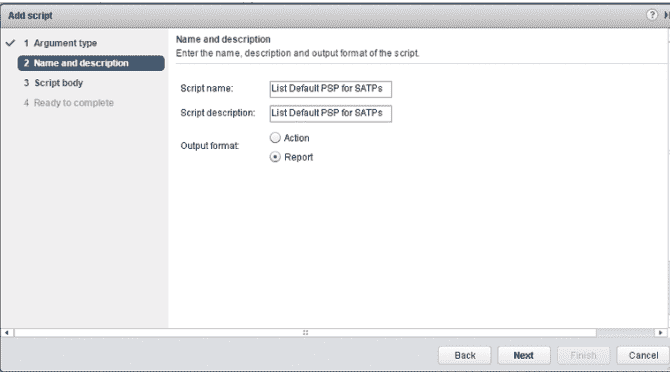 Add script
?
1 Argument type
2 Name and description
3 Script body
4 Ready to complete
Name and description
Enter the name, description and output format of the script.
Script name: List Default PSP for SATPs
Script description: List Default PSP for SATPs
Output format: Action
Report
Back Next Finish Cancel